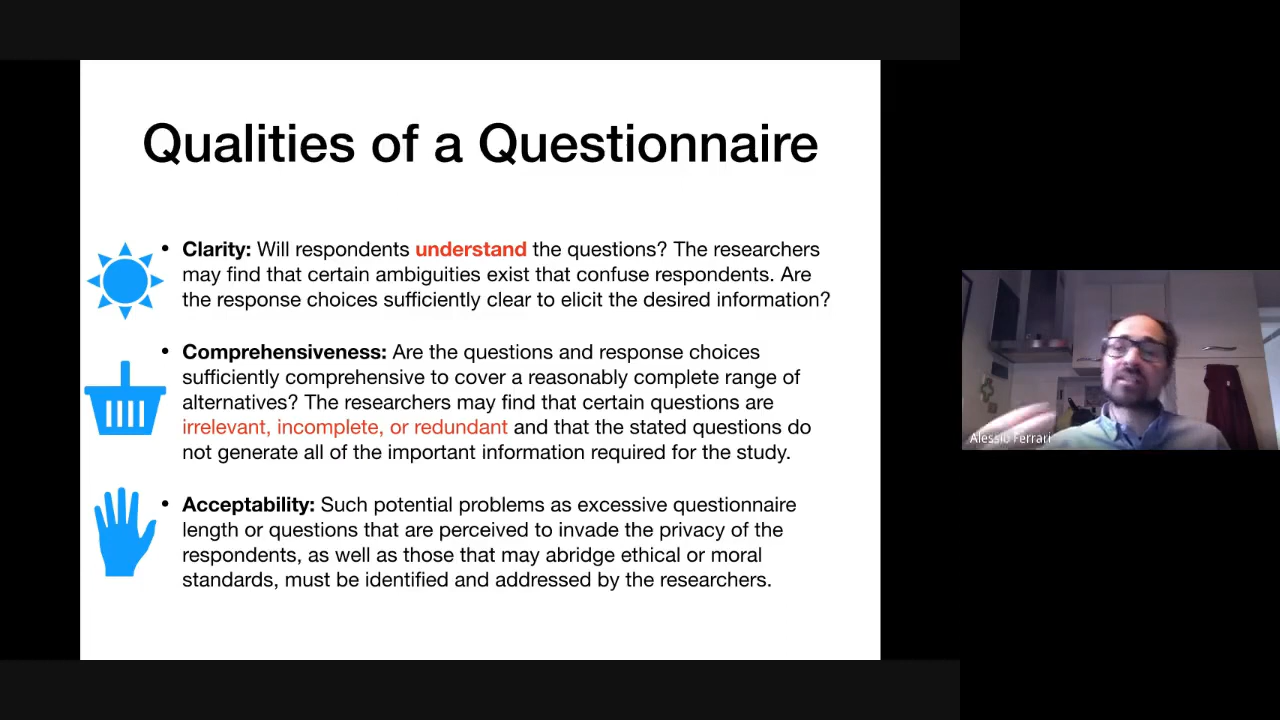 Qualities of a Questionnaire
• Clarity: Will respondents understand the questions? The researchers
may find that certain ambiguities exist that confuse respondents. Are
the response choices sufficiently clear to elicit the desired information?
• Comprehensiveness: Are the questions and response choices
sufficiently comprehensive to cover a reasonably complete range of
alternatives? The researchers may find that certain questions are
irrelevant, incomplete, or redundant and that the stated questions do
not generate all of the important information required for the study.
• Acceptability: Such potential problems as excessive questionnaire
length or questions that are perceived to invade the privacy of the
respondents, as well as those that may abridge ethical or moral
standards, must be identified and addressed by the researchers.
Alessio Ferrari